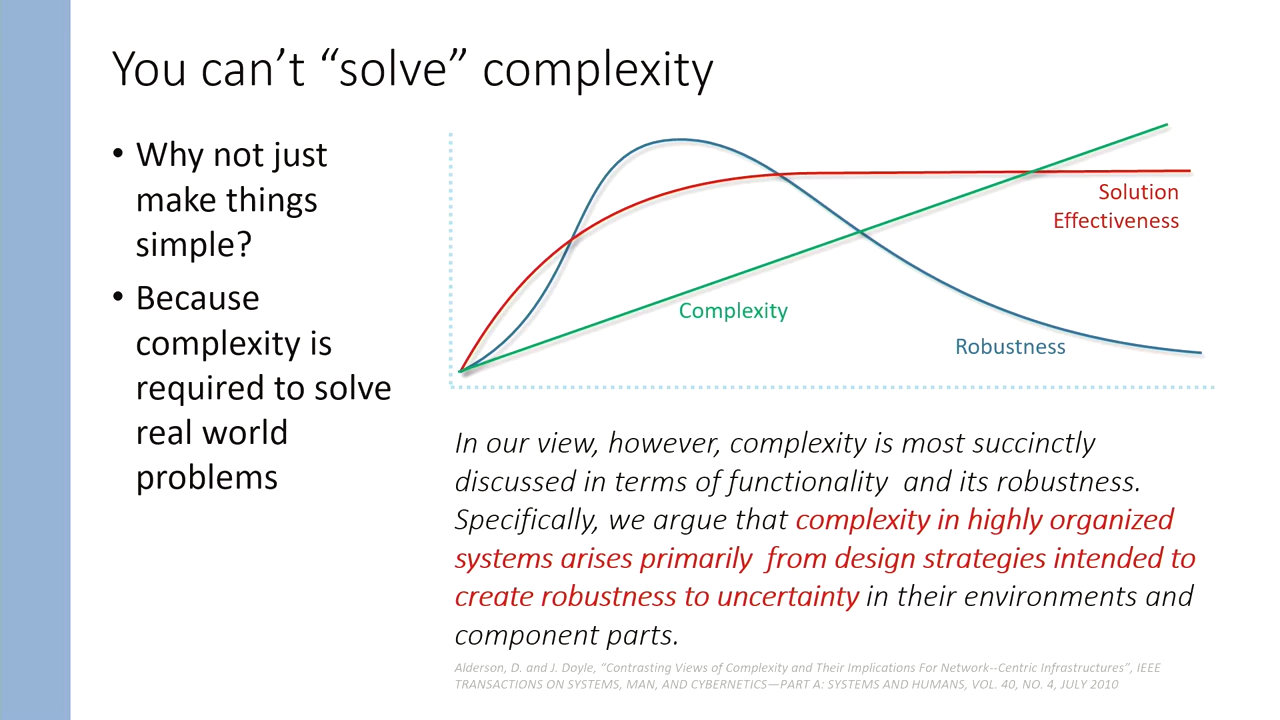 You can’t “solve” complexity
• Why not just
make things
simple?
• Because
complexity is
required to solve
real world
problems
Solution
Effectiveness
Complexity
Robustness
In our view, however, complexity is most succinctly
discussed in terms of functionality and its robustness.
Specifically, we argue that complexity in highly organized
systems arises primarily from design strategies intended to
create robustness to uncertainty in their environments and
component parts.
Alderson, D. and J. Doyle, “Contrasting Views of Complexity and Their Implications For Network--Centric Infrastructures”, IEEE
TRANSACTIONS ON SYSTEMS, MAN, AND CYBERNETICS—PART A: SYSTEMS AND HUMANS, VOL. 40, NO. 4, JULY 2010